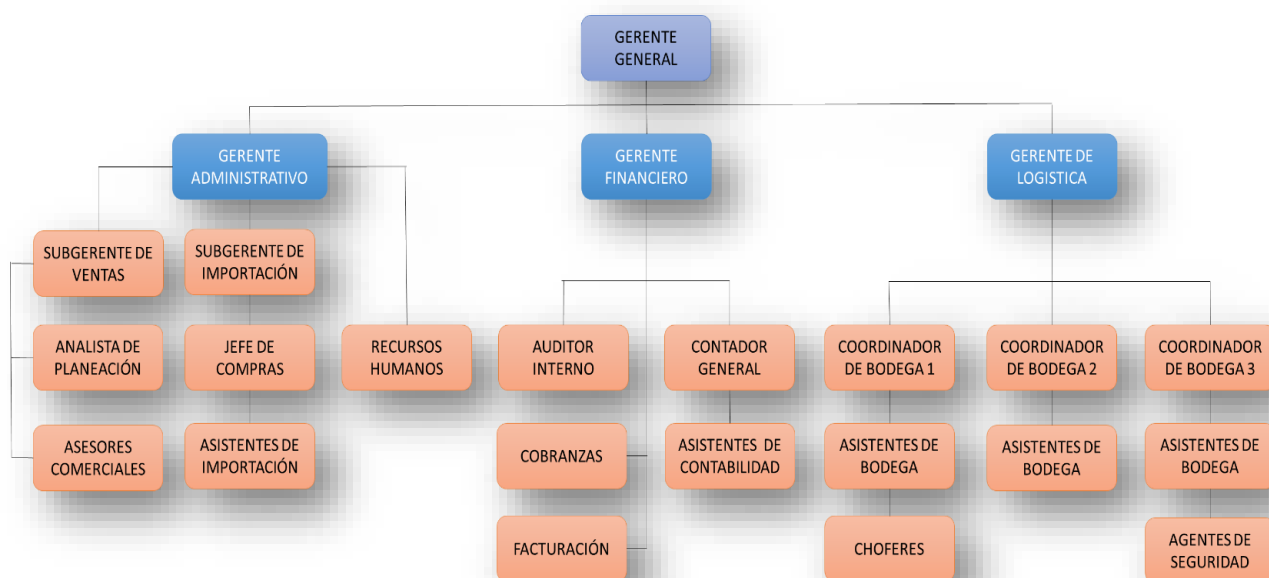 GERENTE
GENERAL
GERENTE
ADMINISTRATIVO
GERENTE
FINANCIERO
GERENTE DE
LOGISTICA
SUBGERENTE DE
VENTAS
SUBGERENTE DE
IMPORTACIÓN
ANALISTA DE
PLANEACIÓN
JEFE DE
COMPRAS
RECURSOS
HUMANOS
AUDITOR
INTERNO
CONTADOR
GENERAL
COORDINADOR
DE BODEGA 1
COORDINADOR
DE BODEGA 2
COORDINADOR
DE BODEGA 3
ASESORES
COMERCIALES
ASISTENTES DE
IMPORTACIÓN
COBRANZAS
ASISTENTES DE
CONTABILIDAD
ASISTENTES DE
BODEGA
ASISTENTES DE
BODEGA
ASISTENTES DE
BODEGA
FACTURACIÓN
CHOFERES
AGENTES DE
SEGURIDAD